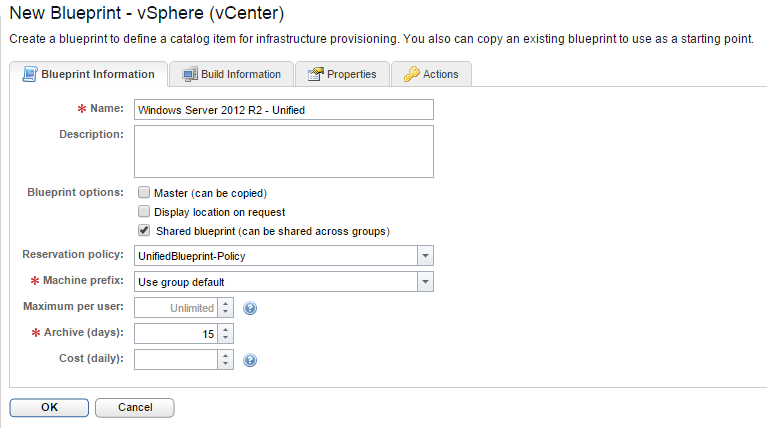 New Blueprint - vSphere (vCenter)
Create a Blueprint to define a catalog item for infrastructure provisioning. You also can copy an existing blueprint to use as a starting point.
Blueprint Information Build Information Properties Actions
* Name: Windows Server 2012 R2 - Unified
Description:
Blueprint options: Master (can be copied)
Display location on request
Shared blueprint (can be shared across groups)
Reservation policy: UnifiedBlueprint-Policy
* Machine prefix: Use group default
Maximum per user: Unlimited ?
* Archive (days): 15
Cost (daily): ?
OK Cancel